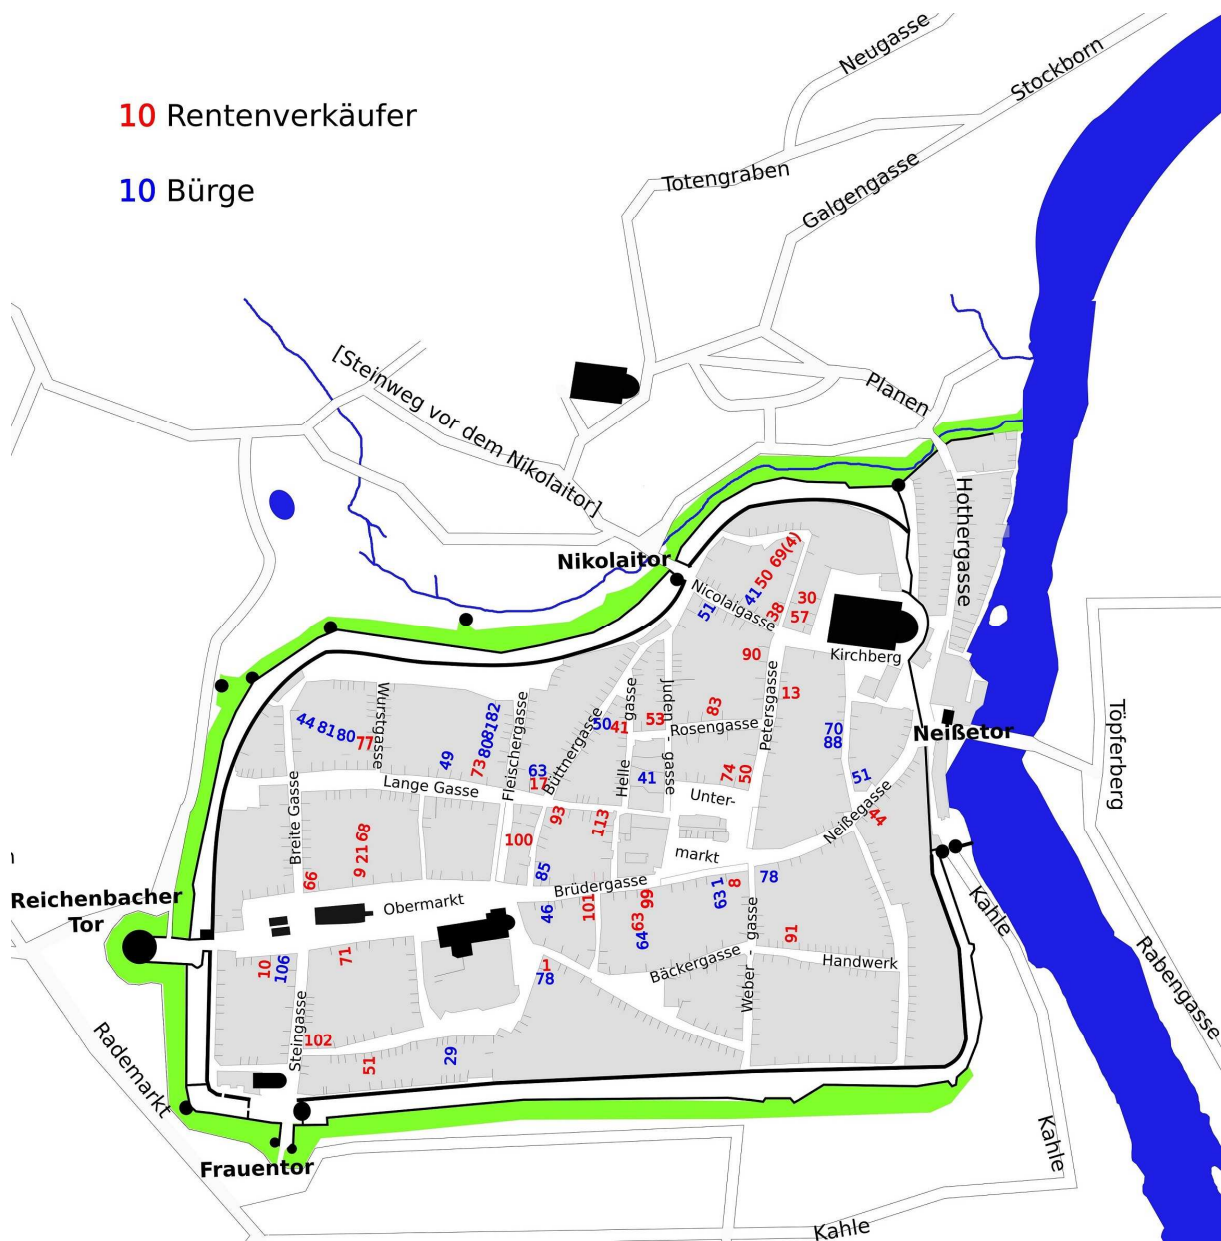 Neugasse
Stockborn
10 Rentenverkäufer
Totengraben
Galgengasse
10 Bürge
[Steinweg vor dem Nikolaitor]
Planen
Hothergasse
Nikolaitor
69(4)
50
41
38
30
57
51
Nicolaigasse
90
Kirchberg
13
Petersgasse
83
Rosengasse
53
Juden - gasse
50
41
Helle gasse
Büttnergasse
Fleischergasse
Wurstgasse
44 81 80
77
49
73
80 81 82
63
17
41
74
50
70
88
51
44
Neißegasse
Neißetor
Töpferberg
Lange Gasse
Unter-
markt
Breite Gasse
93
113
100
68
21
9
66
85
Brüdergasse
46
101
99
63
64
63 1
8
78
91
Weber - gasse
Bäckergasse
Handwerk
Reichenbacher
Tor
Obermarkt
10
106
71
1
78
Steingasse
102
51
29
Rademarkt
Frauentor
Kahle
Rabengasse
Kahle
Kahle